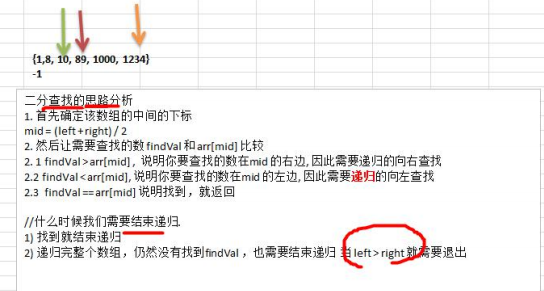 {1,8, 10, 89, 1000, 1234}
-1
二分查找的思路分析
1. 首先确定该数组的中间的下标
mid = (left + right) / 2
2. 然后让需要查找的数 findVal 和 arr[mid] 比较
2. 1 findVal > arr[mid] , 说明你要查找的数在mid 的右边, 因此需要递归的向右查找
2.2 findVal < arr[mid], 说明你要查找的数在mid 的左边, 因此需要递归的向左查找
2.3 findVal == arr[mid] 说明找到，就返回
//什么时候我们需要结束递归.
1) 找到就结束递归
2) 递归完整个数组，仍然没有找到findVal ，也需要结束递归 当 left > right 就需要退出